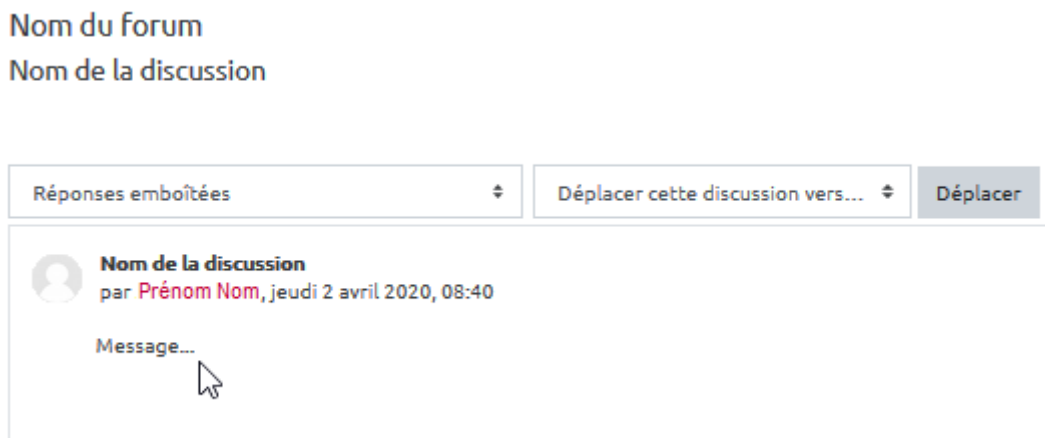 Nom du forum
Nom de la discussion
Réponses emboîtées
Déplacer cette discussion vers...
Déplacer
Nom de la discussion
par Prénom Nom, jeudi 2 avril 2020, 08:40
Message...